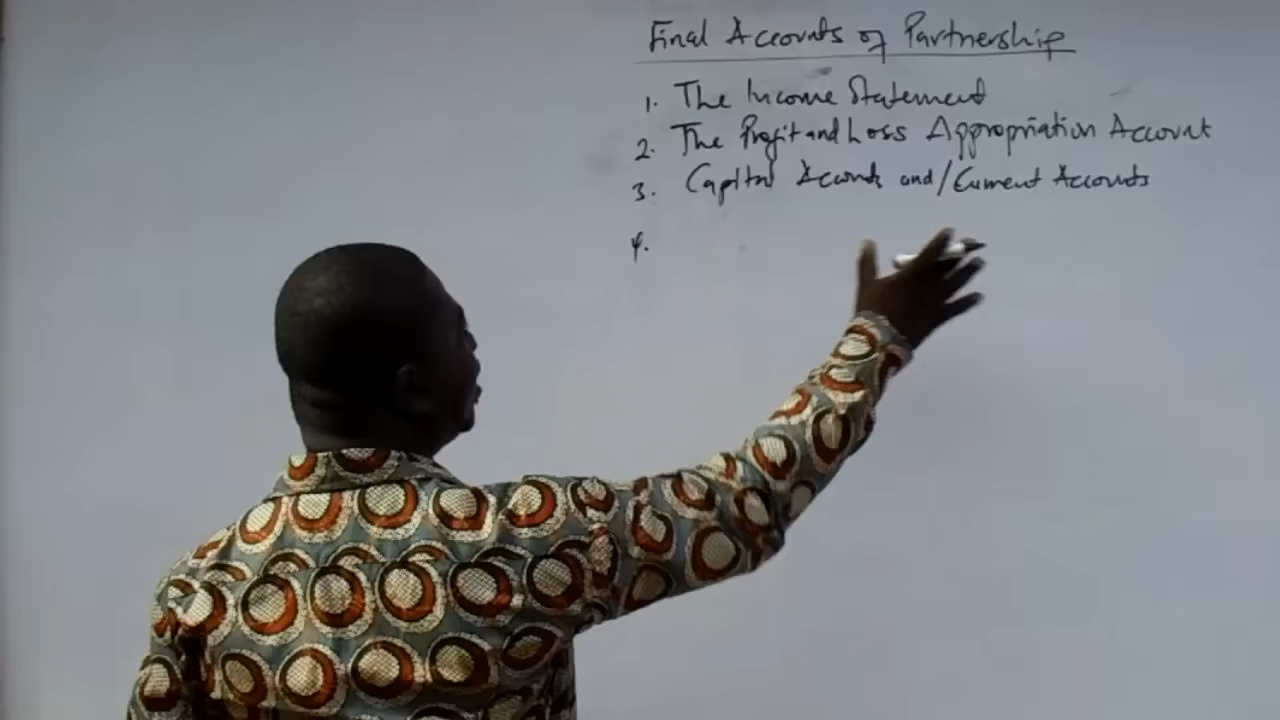 Final Accounts of Partnership
1. The Income Statement
2. The Profit and Loss Appropriation Account
3. Capital Accounts and/Current Accounts
4.